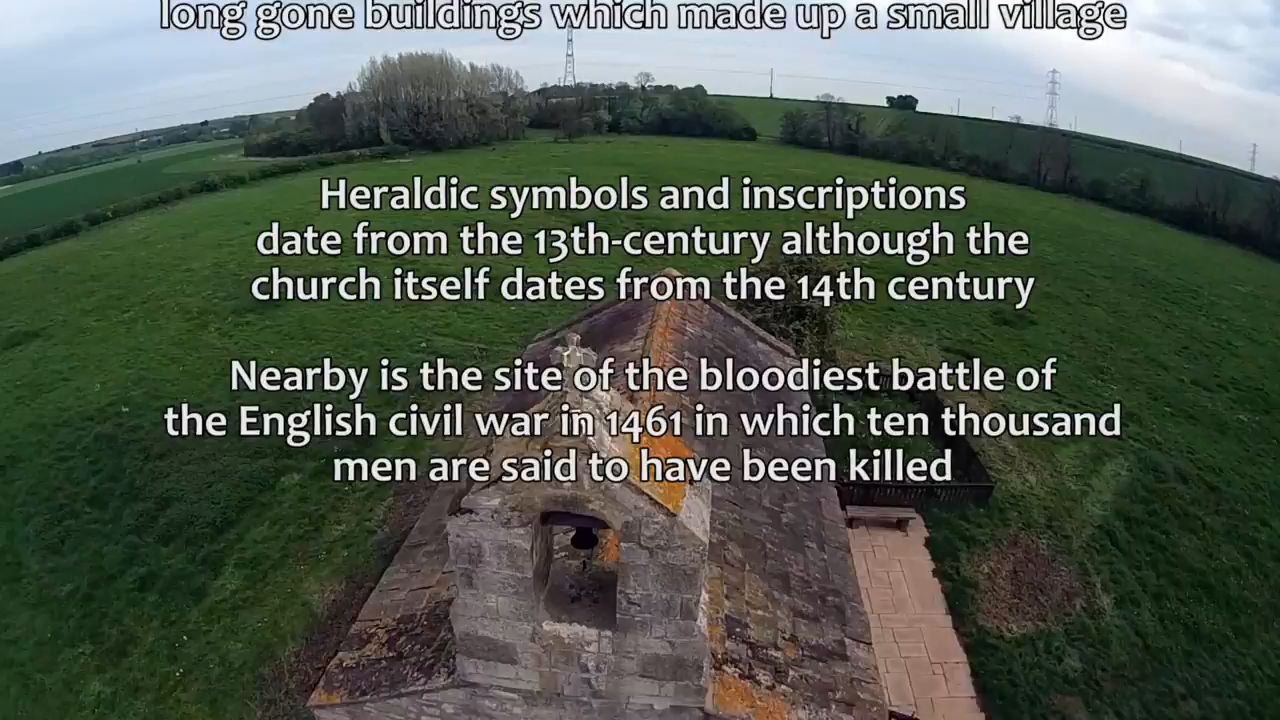 long gone buildings which made up a small village
Heraldic symbols and inscriptions
date from the 13th-century although the
church itself dates from the 14th century
Nearby is the site of the bloodiest battle of
the English civil war in 1461 in which ten thousand
men are said to have been killed